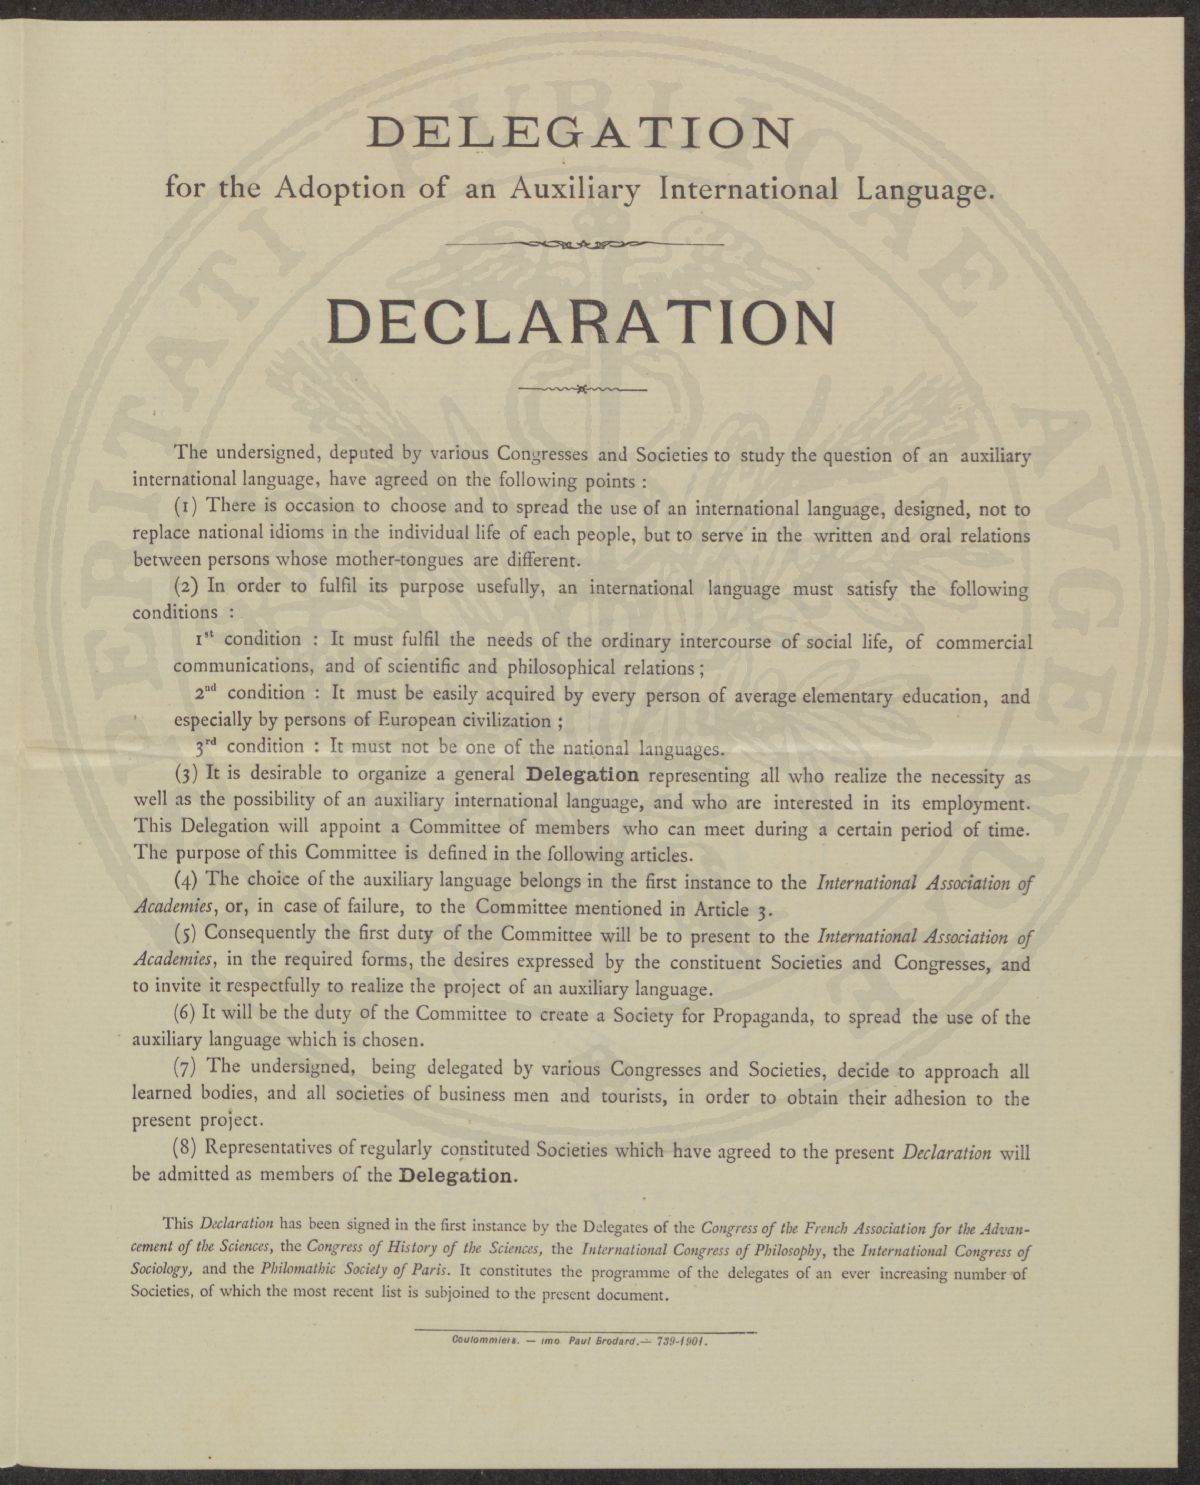 DELEGATION
for the Adoption of an Auxiliary International Language.
DECLARATION
The undersigned, deputed by various Congresses and Societies to study the question of an auxiliary
international language, have agreed on the following points :
(1) There is occasion to choose and to spread the use of an international language, designed, not to
replace national idioms in the individual life of each people, but to serve in the written and oral relations
between persons whose mother-tongues are different.
(2) In order to fulfil its purpose usefully, an international language must satisfy the following
conditions :
1st condition : It must fulfil the needs of the ordinary intercourse of social life, of commercial
communications, and of scientific and philosophical relations ;
2nd condition : It must be easily acquired by every person of average elementary education, and
especially by persons of European civilization ;
3rd condition : It must not be one of the national languages.
(3) It is desirable to organize a general Delegation representing all who realize the necessity as
well as the possibility of an auxiliary international language, and who are interested in its employment.
This Delegation will appoint a Committee of members who can meet during a certain period of time.
The purpose of this Committee is defined in the following articles.
(4) The choice of the auxiliary language belongs in the first instance to the International Association of
Academies, or, in case of failure, to the Committee mentioned in Article 3.
(5) Consequently the first duty of the Committee will be to present to the International Association of
Academies, in the required forms, the desires expressed by the constituent Societies and Congresses, and
to invite it respectfully to realize the project of an auxiliary language.
(6) It will be the duty of the Committee to create a Society for Propaganda, to spread the use of the
auxiliary language which is chosen.
(7) The undersigned, being delegated by various Congresses and Societies, decide to approach all
learned bodies, and all societies of business men and tourists, in order to obtain their adhesion to the
present project.
(8) Representatives of regularly constituted Societies which have agreed to the present Declaration will
be admitted as members of the Delegation.
This Declaration has been signed in the first instance by the Delegates of the Congress of the French Association for the Advan-
cement of the Sciences, the Congress of History of the Sciences, the International Congress of Philosophy, the International Congress of
Sociology, and the Philomathic Society of Paris. It constitutes the programme of the delegates of an ever increasing number of
Societies, of which the most recent list is subjoined to the present document.
Coulommiers. — Imp. Paul Brodard. — 739-1901.